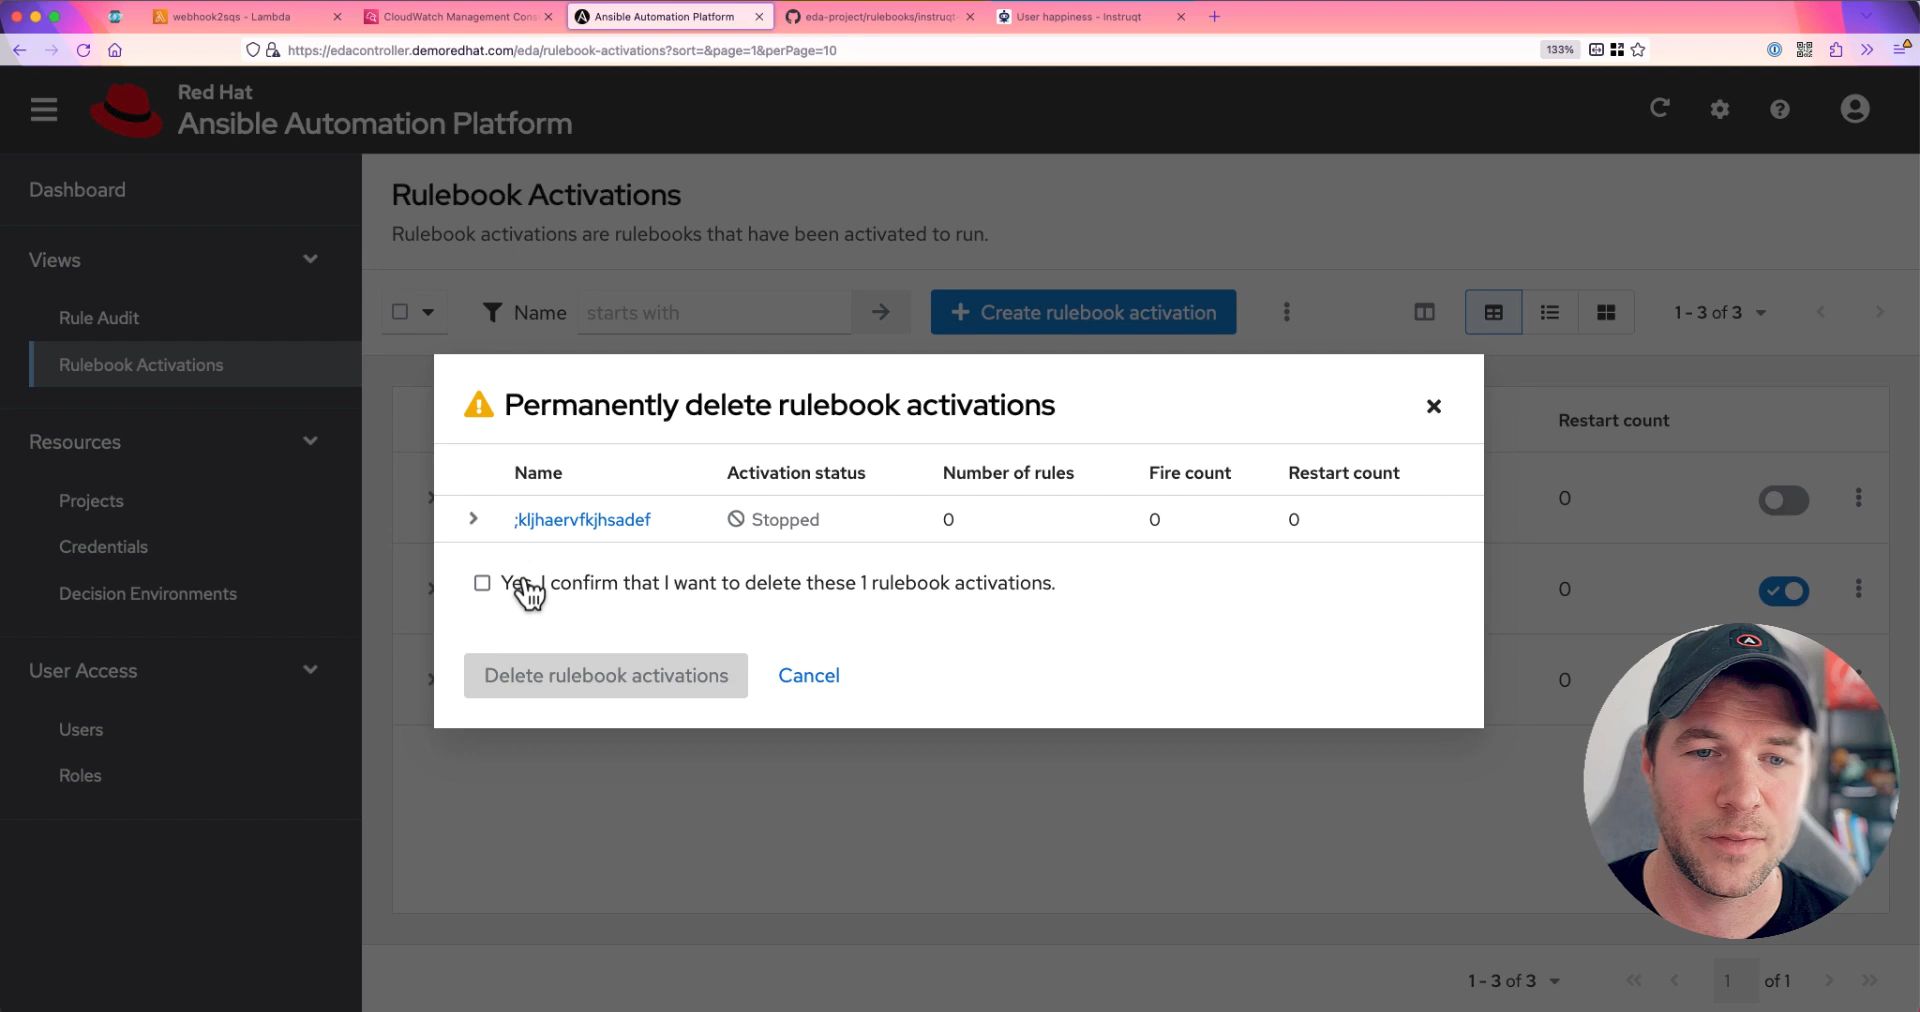 webhook2sqs - Lambda
CloudWatch Management Cons
Ansible Automation Platform
eda-project/rulebooks/instruqt-
User happiness - Instruqt
https://edacontroller.demoredhat.com/eda/rulebook-activations?sort=&page=1&perPage=10
133%
Red Hat
Ansible Automation Platform
Dashboard
Views
Rule Audit
Rulebook Activations
Resources
Projects
Credentials
Decision Environments
User Access
Users
Roles
Rulebook Activations
Rulebook activations are rulebooks that have been activated to run.
Name starts with
Create rulebook activation
1 - 3 of 3
Restart count
0
0
0
Permanently delete rulebook activations
Name Activation status Number of rules Fire count Restart count
;kljhaervfkjhsadef Stopped 0 0 0
Yes, I confirm that I want to delete these 1 rulebook activations.
Delete rulebook activations Cancel
1 - 3 of 3 1 of 1